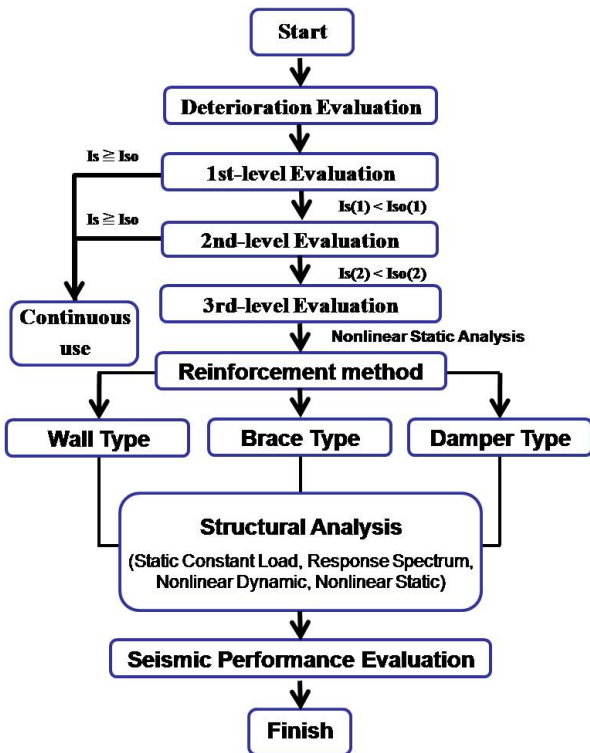 Start
Deterioration Evaluation
Is ≧ Iso
1st-level Evaluation
Is(1) < Iso(1)
Is ≧ Iso
2nd-level Evaluation
Is(2) < Iso(2)
3rd-level Evaluation
Continuous
use
Nonlinear Static Analysis
Reinforcement method
Wall Type
Brace Type
Damper Type
Structural Analysis
(Static Constant Load, Response Spectrum,
Nonlinear Dynamic, Nonlinear Static)
Seismic Performance Evaluation
Finish